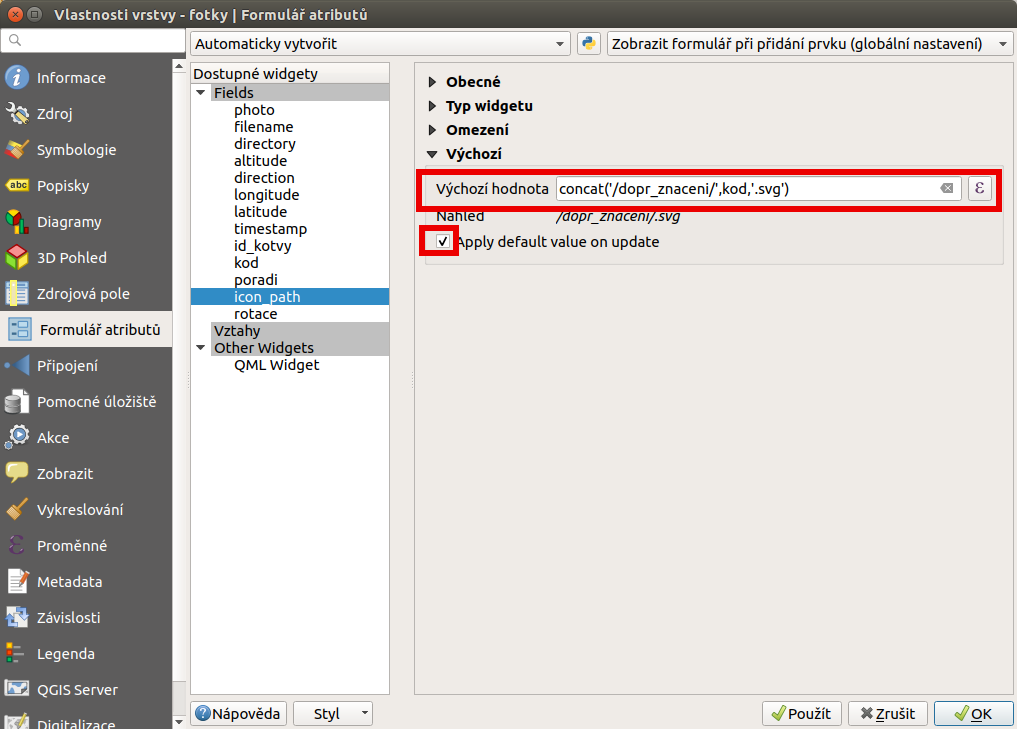 Vlastnosti vrstvy - fotky | Formulář atributů
Automaticky vytvořit
Zobrazit formulář při přidání prvku (globální nastavení)
Informace
Zdroj
Symbologie
abc
Popisky
Diagramy
3D Pohled
Zdrojová pole
Formulář atributů
Připojení
Pomocné úložiště
Akce
Zobrazit
Vykreslování
Proměnné
Metadata
Závislosti
Legenda
QGIS Server
Digitalizace
Dostupné widgety
Fields
photo
filename
directory
altitude
direction
longitude
latitude
timestamp
id_kotvy
kod
poradi
icon_path
rotace
Vztahy
Other Widgets
QML Widget
Obecné
Typ widgetu
Omezení
Výchozí
Výchozí hodnota concat('/dopr_znaceni/',kod,'.svg') ε
Náhled /dopr_znaceni/.svg
Apply default value on update
Nápověda
Styl
Použít
Zrušit
OK